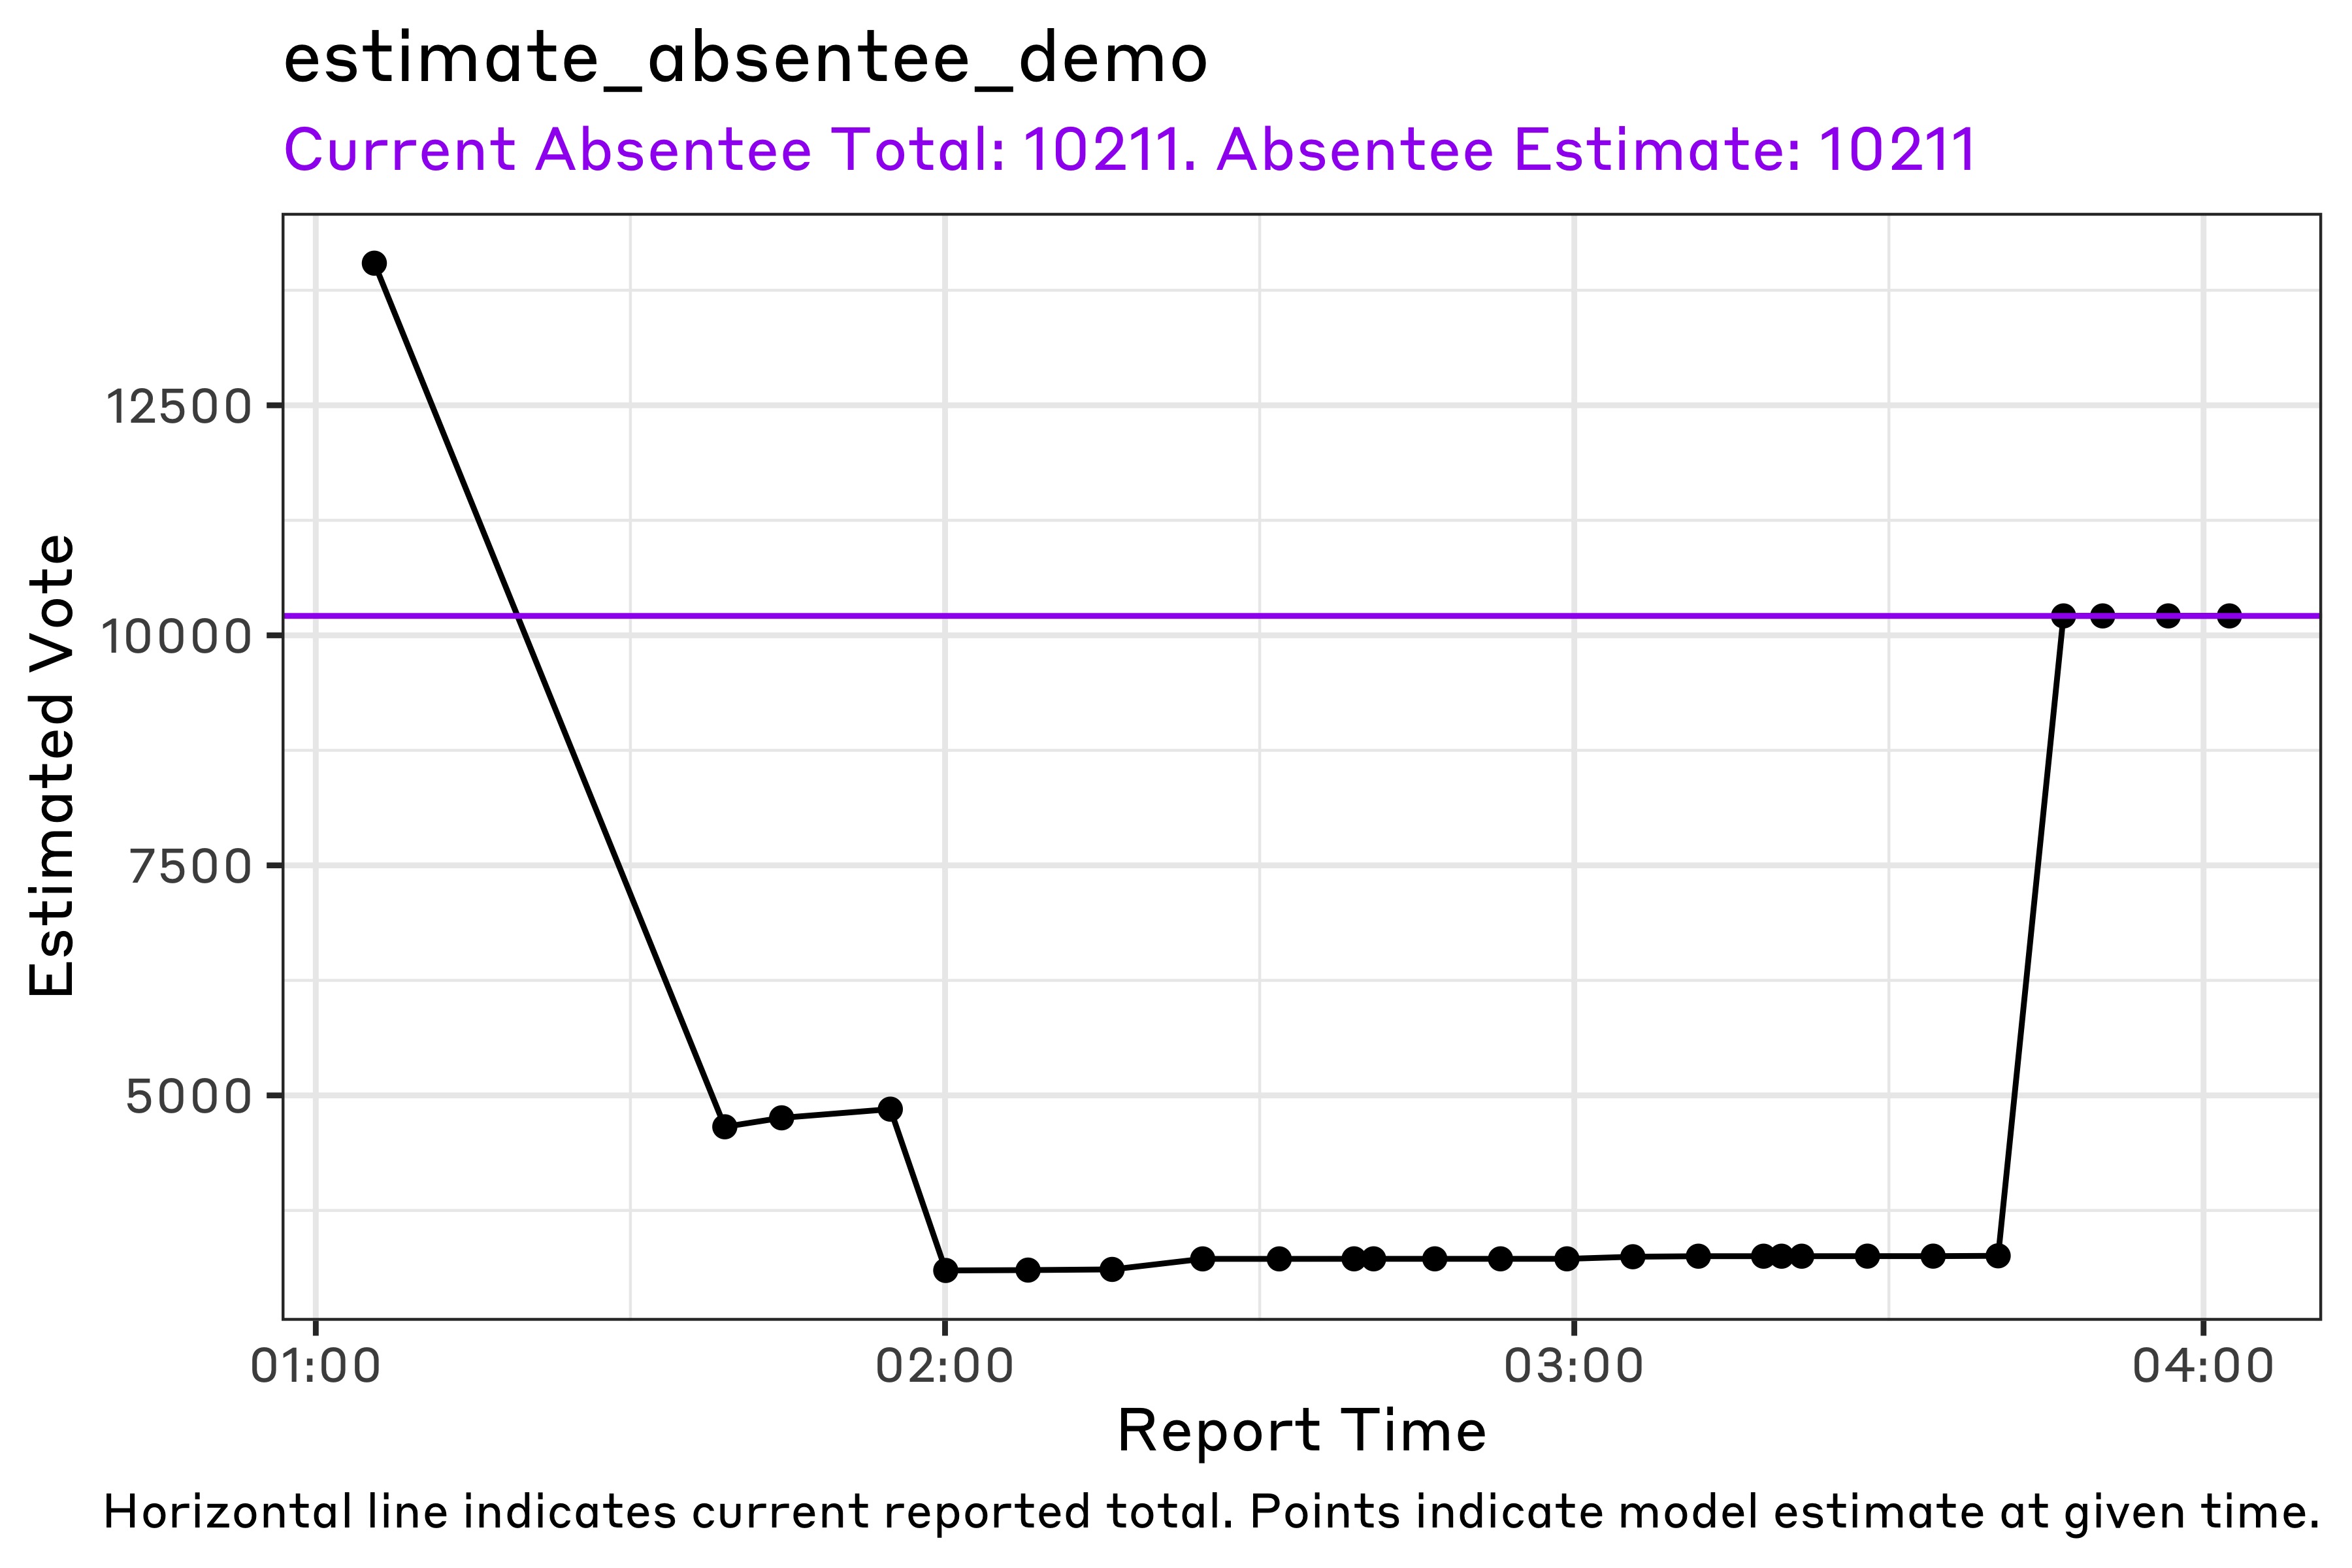 estimate_absentee_demo
Current Absentee Total: 10211. Absentee Estimate: 10211
Estimated Vote
12500
10000
7500
5000
01:00 02:00 03:00 04:00
Report Time
Horizontal line indicates current reported total. Points indicate model estimate at given time.